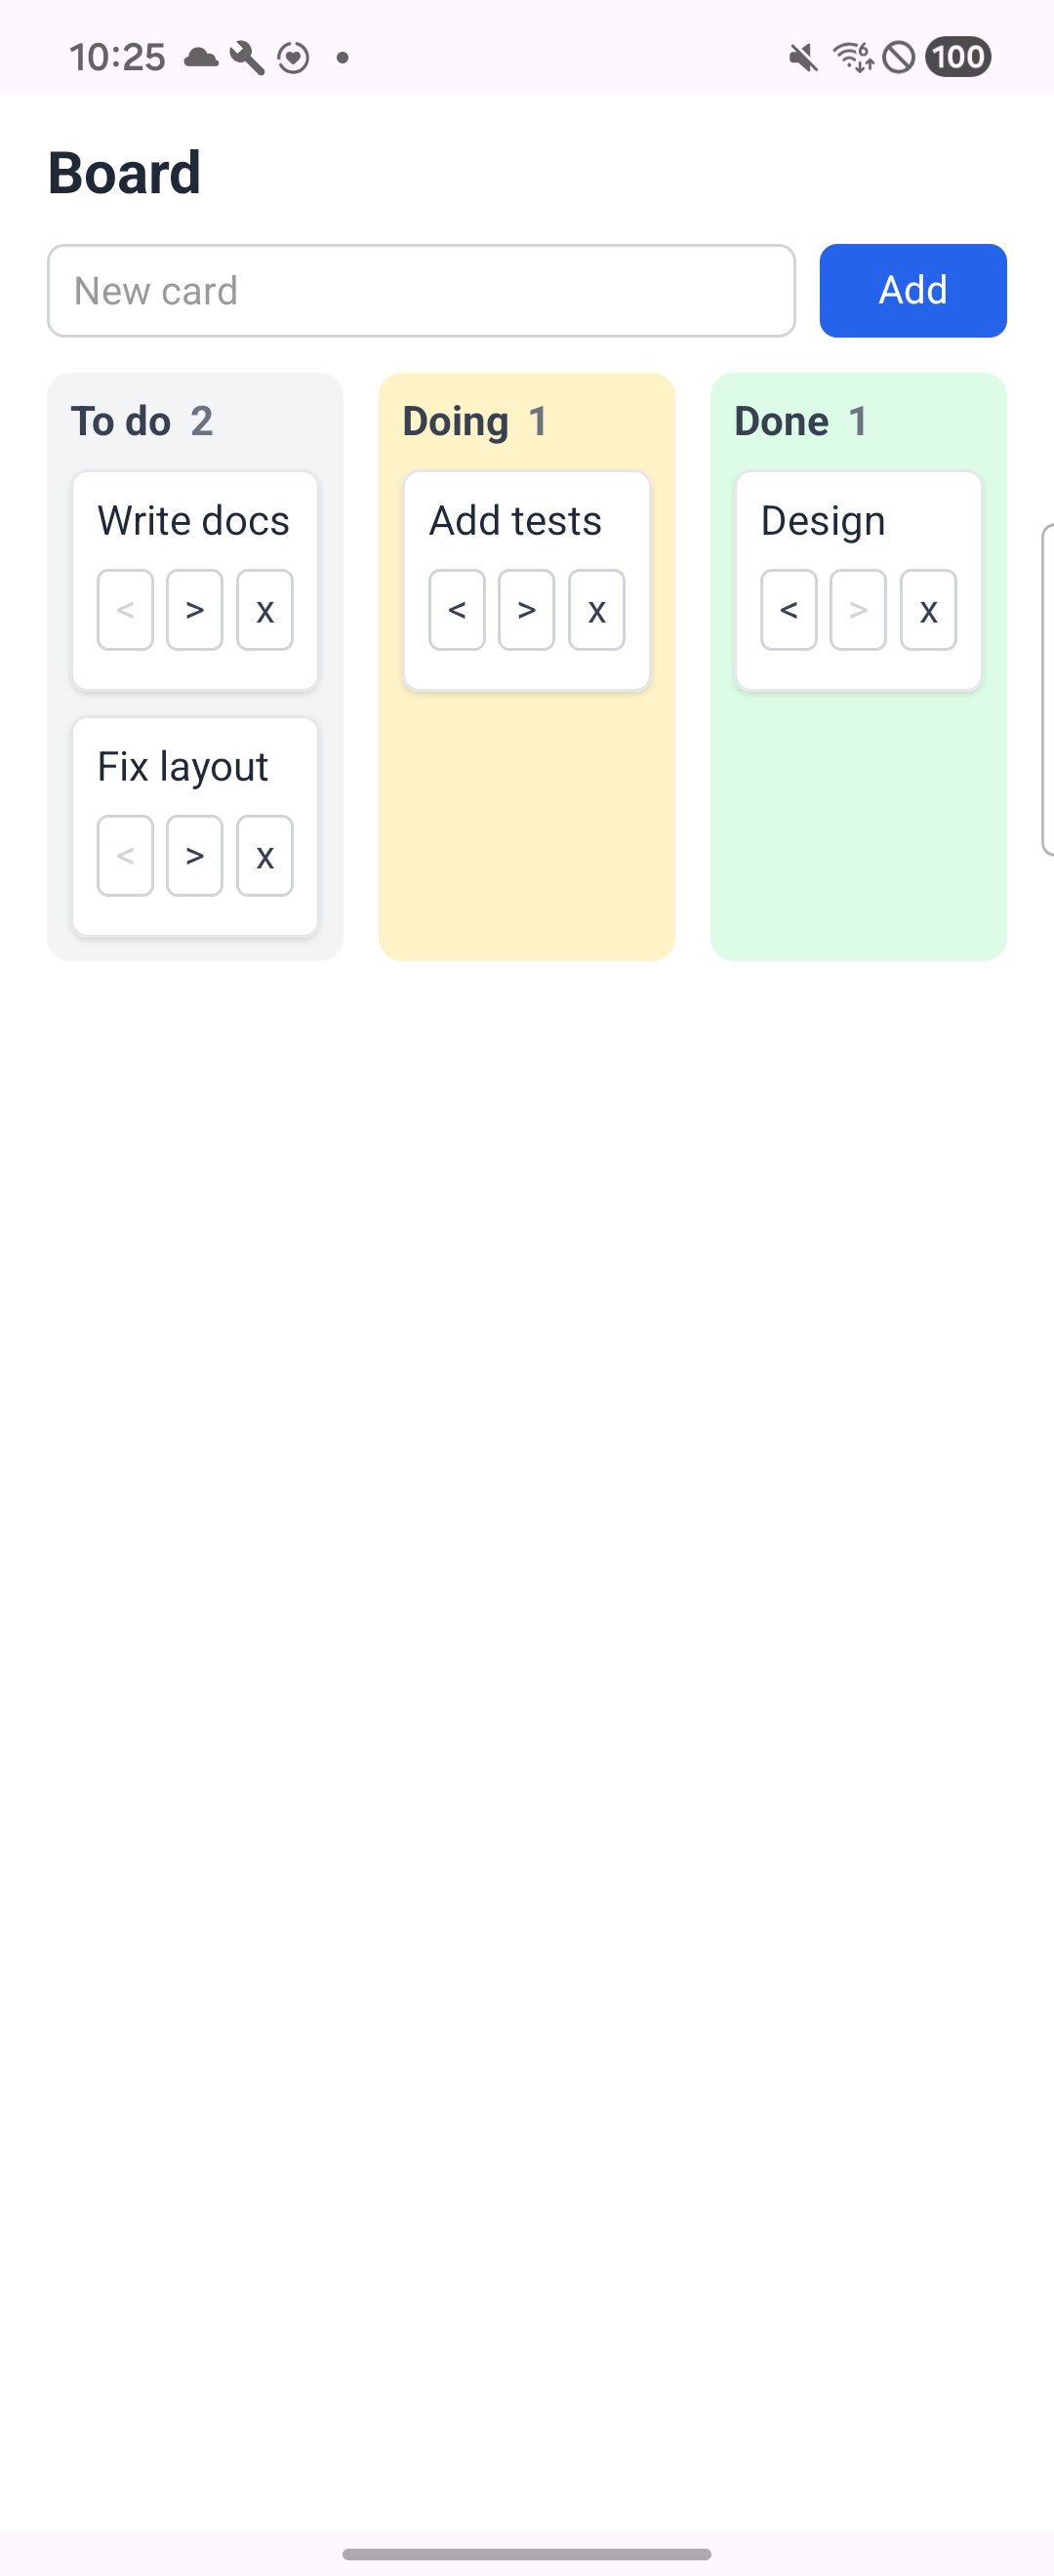 10:25 100
Board
New card Add
To do 2
Write docs
< > x
Fix layout
< > x
Doing 1
Add tests
< > x
Done 1
Design
< > x